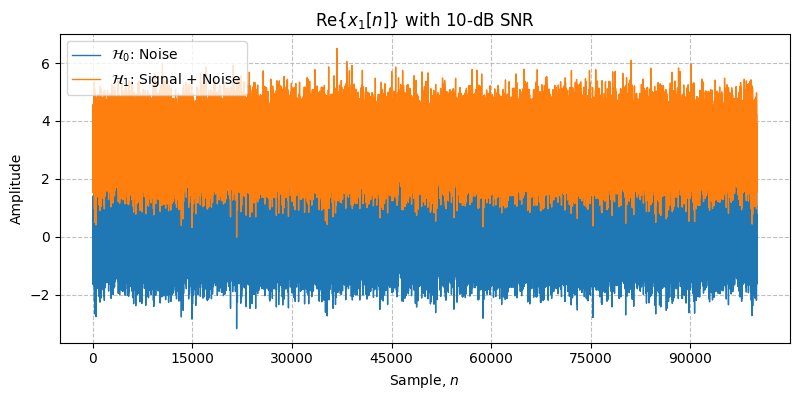 Re{x₁[n]} with 10-dB SNR
ℋ₀: Noise
ℋ₁: Signal + Noise
6
4
2
0
−2
Amplitude
0 15000 30000 45000 60000 75000 90000
Sample, n